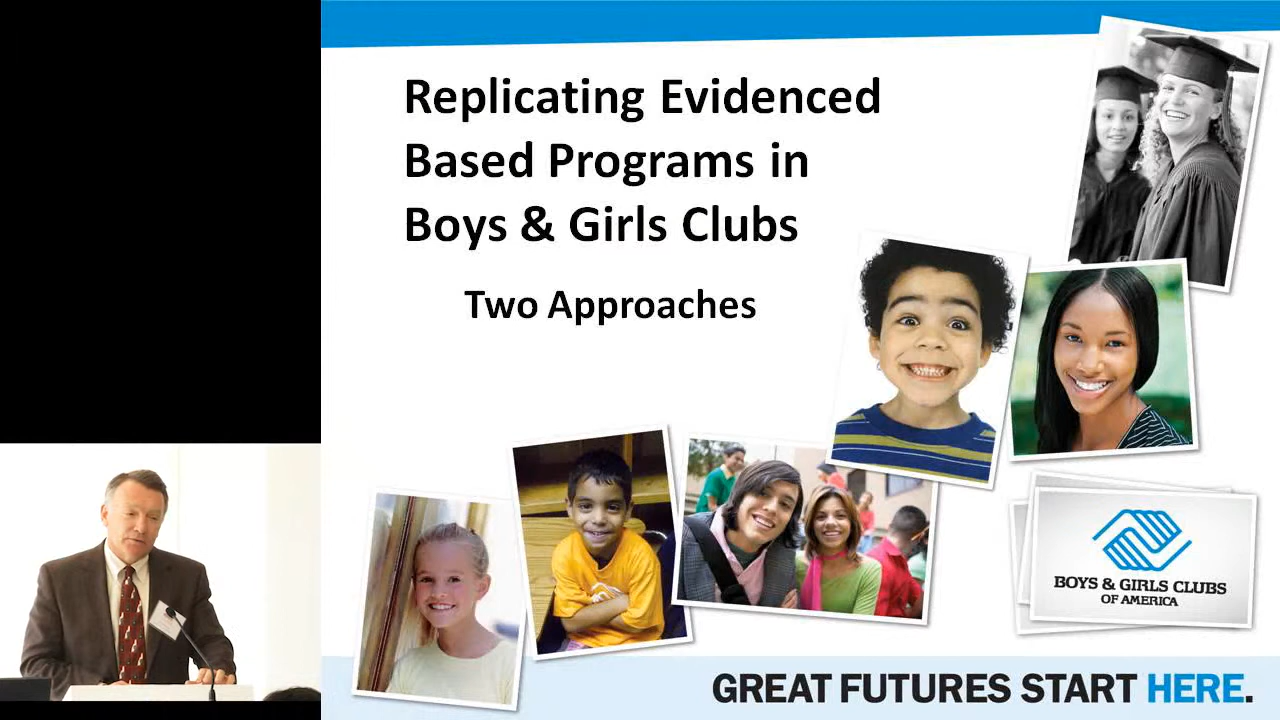 Replicating Evidenced
Based Programs in
Boys & Girls Clubs
Two Approaches
BOYS & GIRLS CLUBS
OF AMERICA
GREAT FUTURES START HERE.